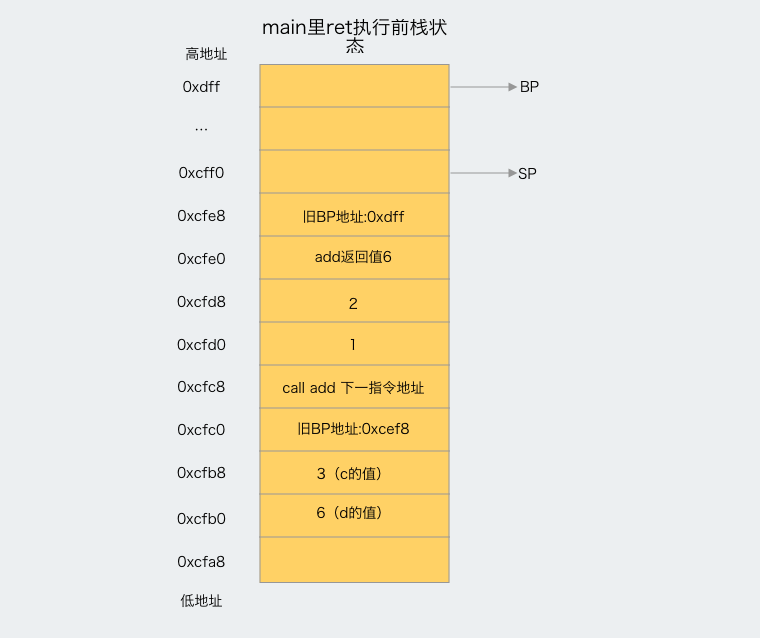 main里ret执行前栈状
态
高地址
0xdff
BP
...
0xcff0
SP
0xcfe8
旧BP地址:0xdff
0xcfe0
add返回值6
0xcfd8
2
0xcfd0
1
0xcfc8
call add 下一指令地址
0xcfc0
旧BP地址:0xcef8
0xcfb8
3（c的值）
0xcfb0
6（d的值）
0xcfa8
低地址